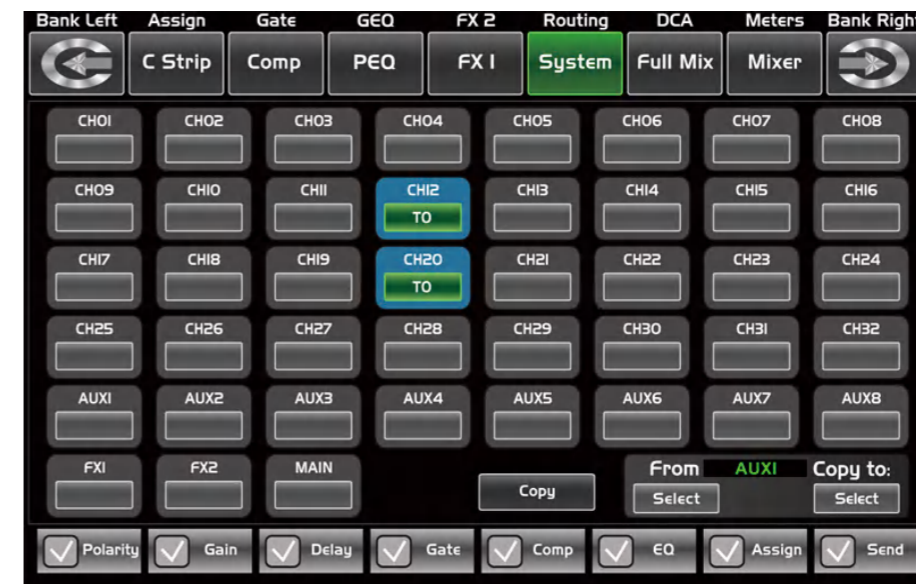 Bank Left Assign Gate GEQ FX 2 Routing DCA Meters Bank Righ
C Strip Comp PEQ FX 1 System Full Mix Mixer
CH01 CH02 CH03 CH04 CH05 CH06 CH07 CH08
CH09 CH10 CH11 CH12 CH13 CH14 CH15 CH16
TO
CH17 CH18 CH19 CH20 CH21 CH22 CH23 CH24
TO
CH25 CH26 CH27 CH28 CH29 CH30 CH31 CH32
AUX1 AUX2 AUX3 AUX4 AUX5 AUX6 AUX7 AUX8
FX1 FX2 MAIN From AUX1 Copy to:
Copy Select Select
Polarity Gain Delay Gate Comp EQ Assign Send